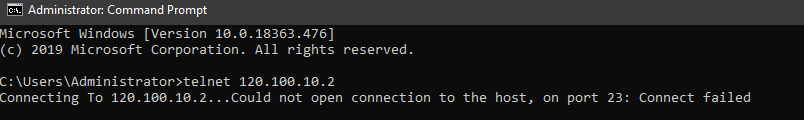 Administrator: Command Prompt
Microsoft Windows [Version 10.0.18363.476]
(c) 2019 Microsoft Corporation. All rights reserved.
C:\Users\Administrator>telnet 120.100.10.2
Connecting To 120.100.10.2...Could not open connection to the host, on port 23: Connect failed